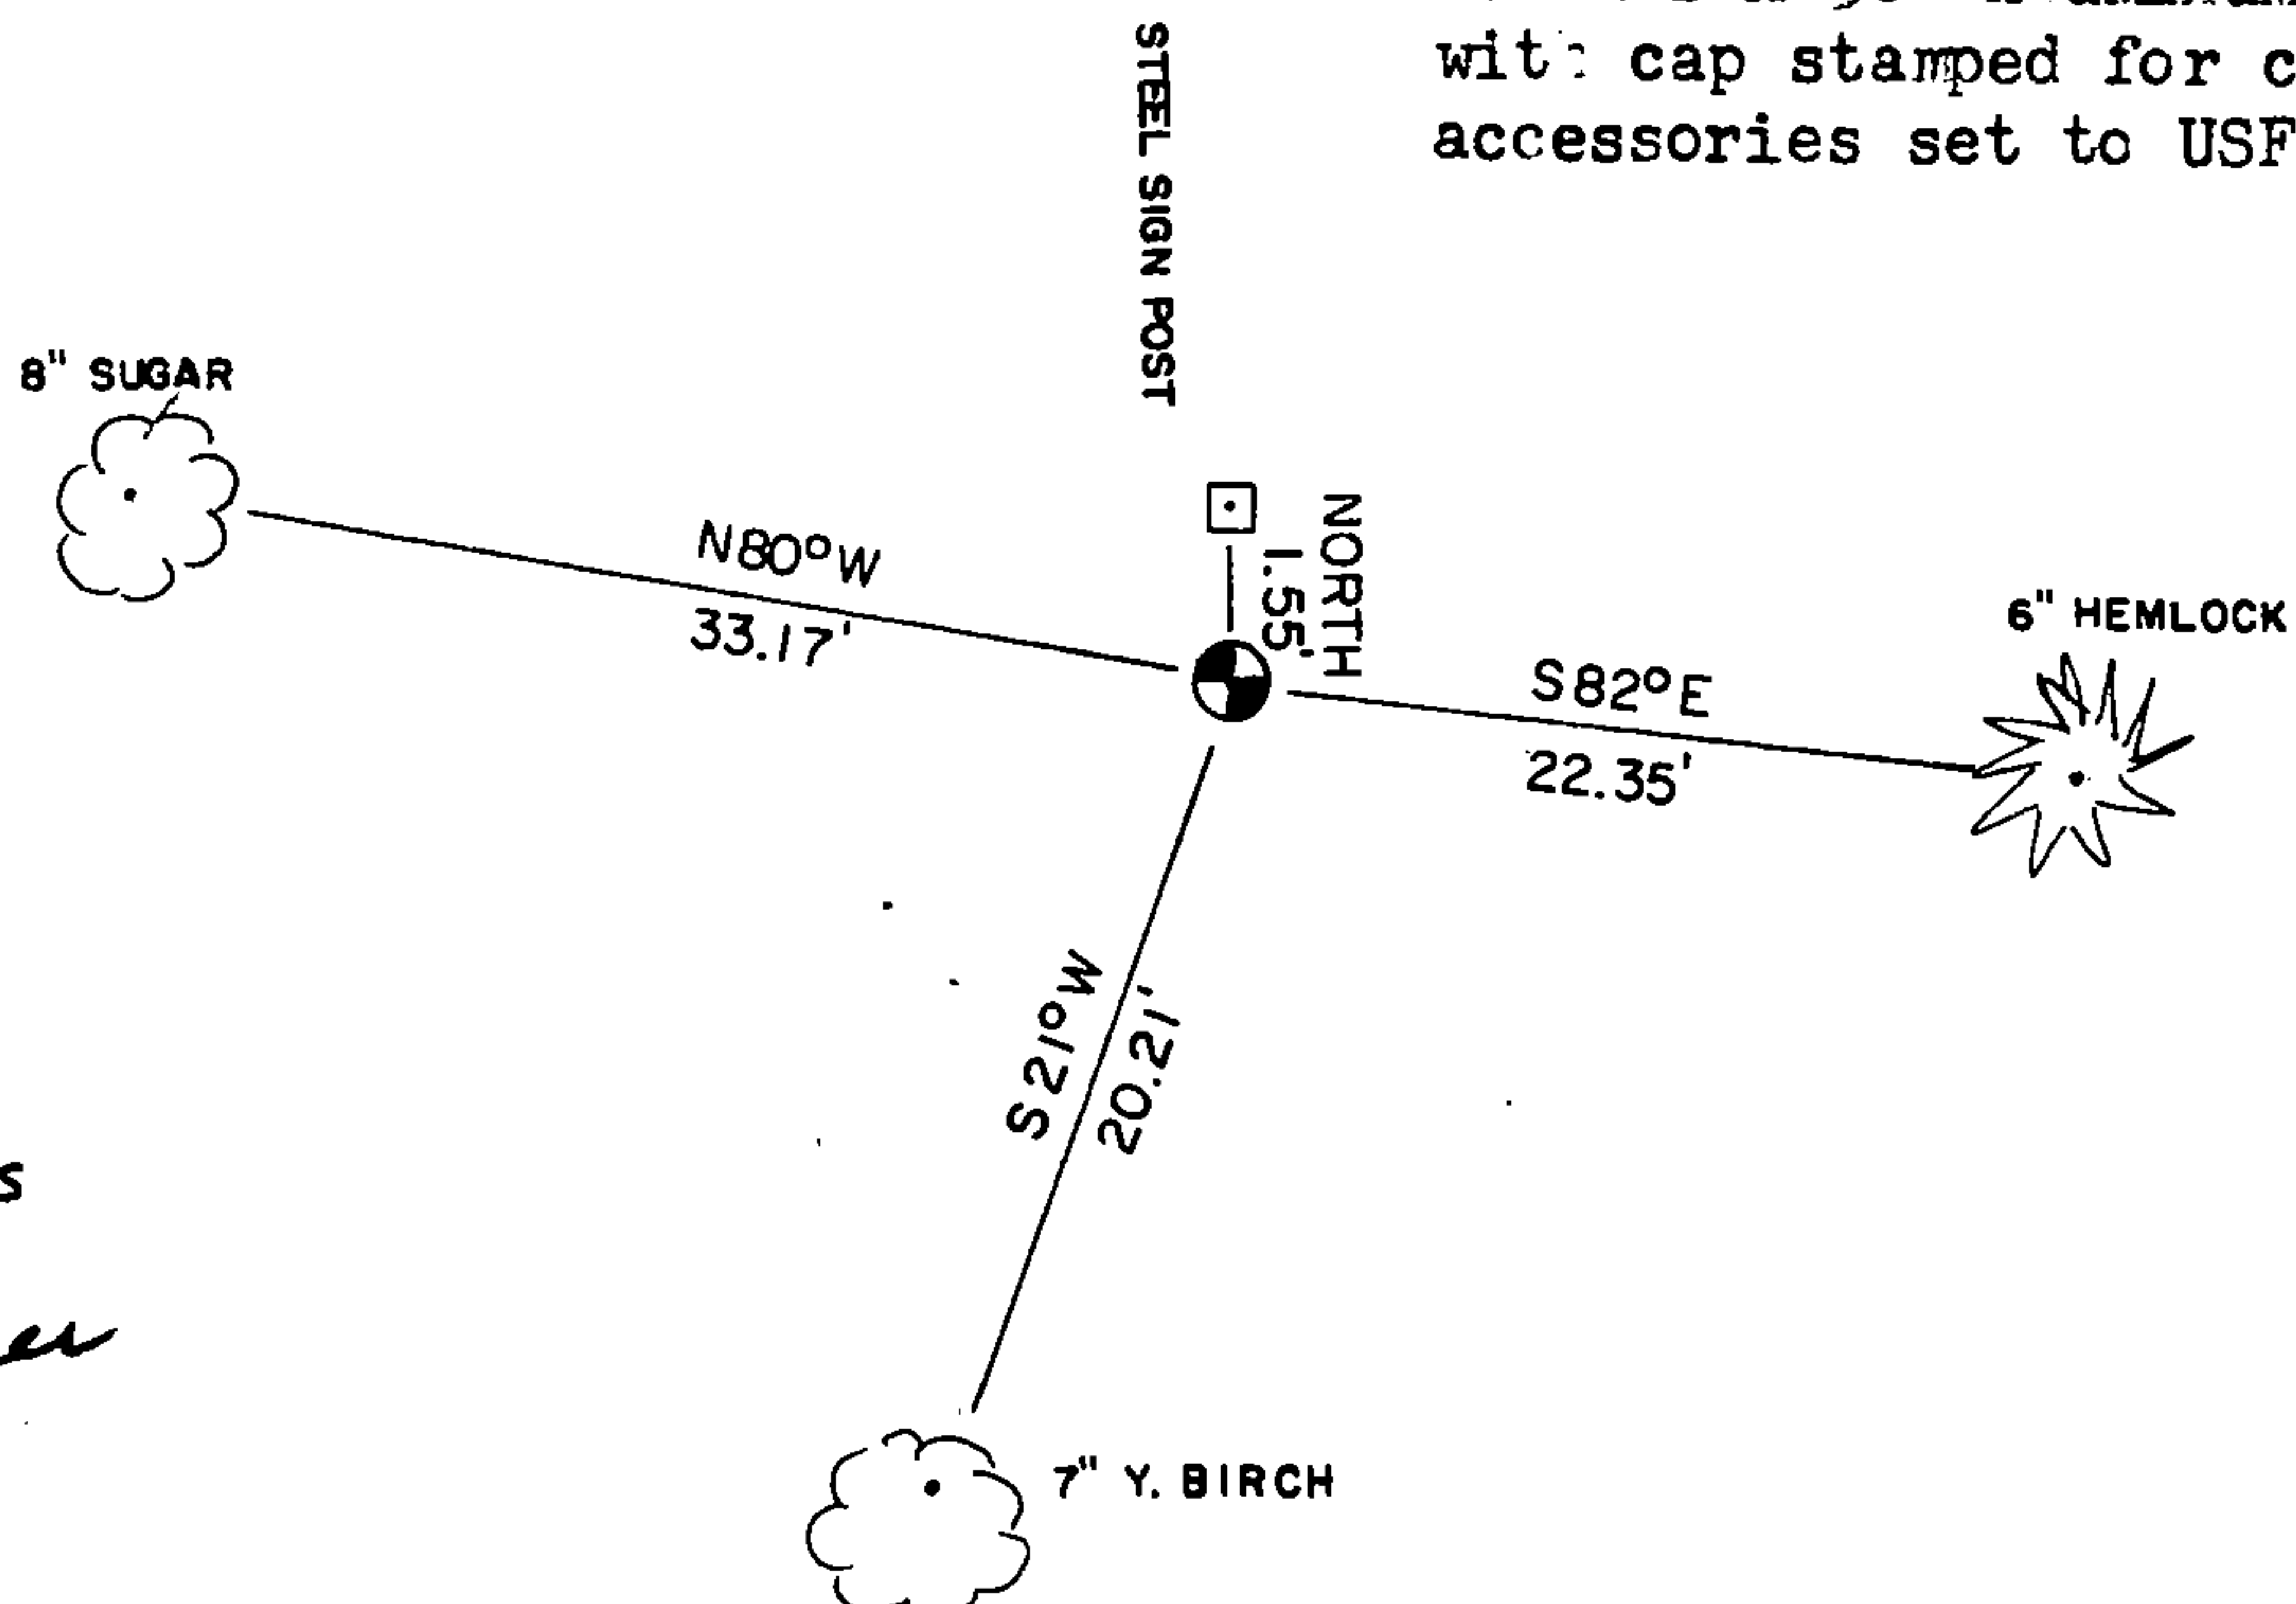 cap stamped for
accessories set to USF
STEEL SIGN POST
8" SUGAR
N80°W
33.17'
NORTH
1.55'
6" HEMLOCK
S82°E
22.35'
S21°W
20.21'
7" Y. BIRCH